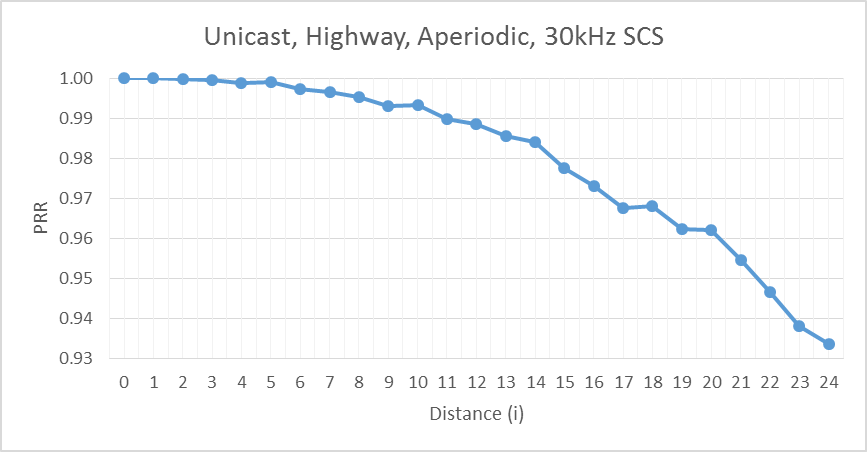 Unicast, Highway, Aperiodic, 30kHz SCS
1.00
0.99
0.98
0.97
0.96
0.95
0.94
0.93
PRR
0 1 2 3 4 5 6 7 8 9 10 11 12 13 14 15 16 17 18 19 20 21 22 23 24
Distance (i)